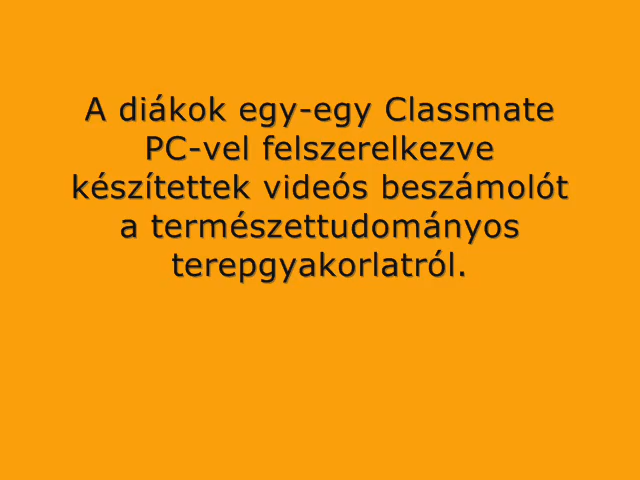 A diákok egy-egy Classmate
PC-vel felszerelkezve
készítettek videós beszámolót
a természettudományos
terepgyakorlatról.